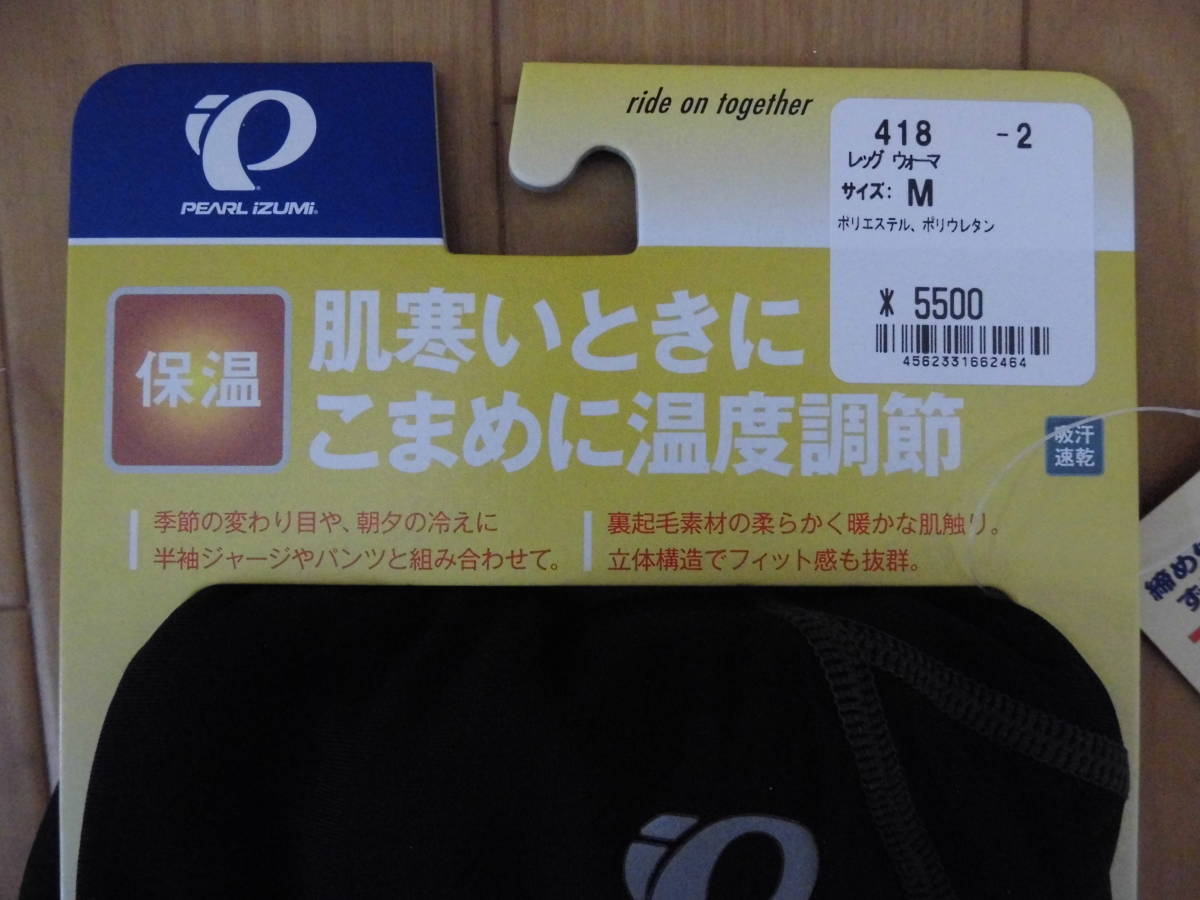 PEARL iZUMi
ride on together
418 -2
レッグ ウォーマ
サイズ: M
ポリエステル、ポリウレタン
¥ 5500
4562331662464
保温
肌寒いときに
こまめに温度調節
吸汗
速乾
季節の変わり目や、朝夕の冷えに
半袖ジャージやパンツと組み合わせて。
裏起毛素材の柔らかく暖かな肌触り。
立体構造でフィット感も抜群。
締め